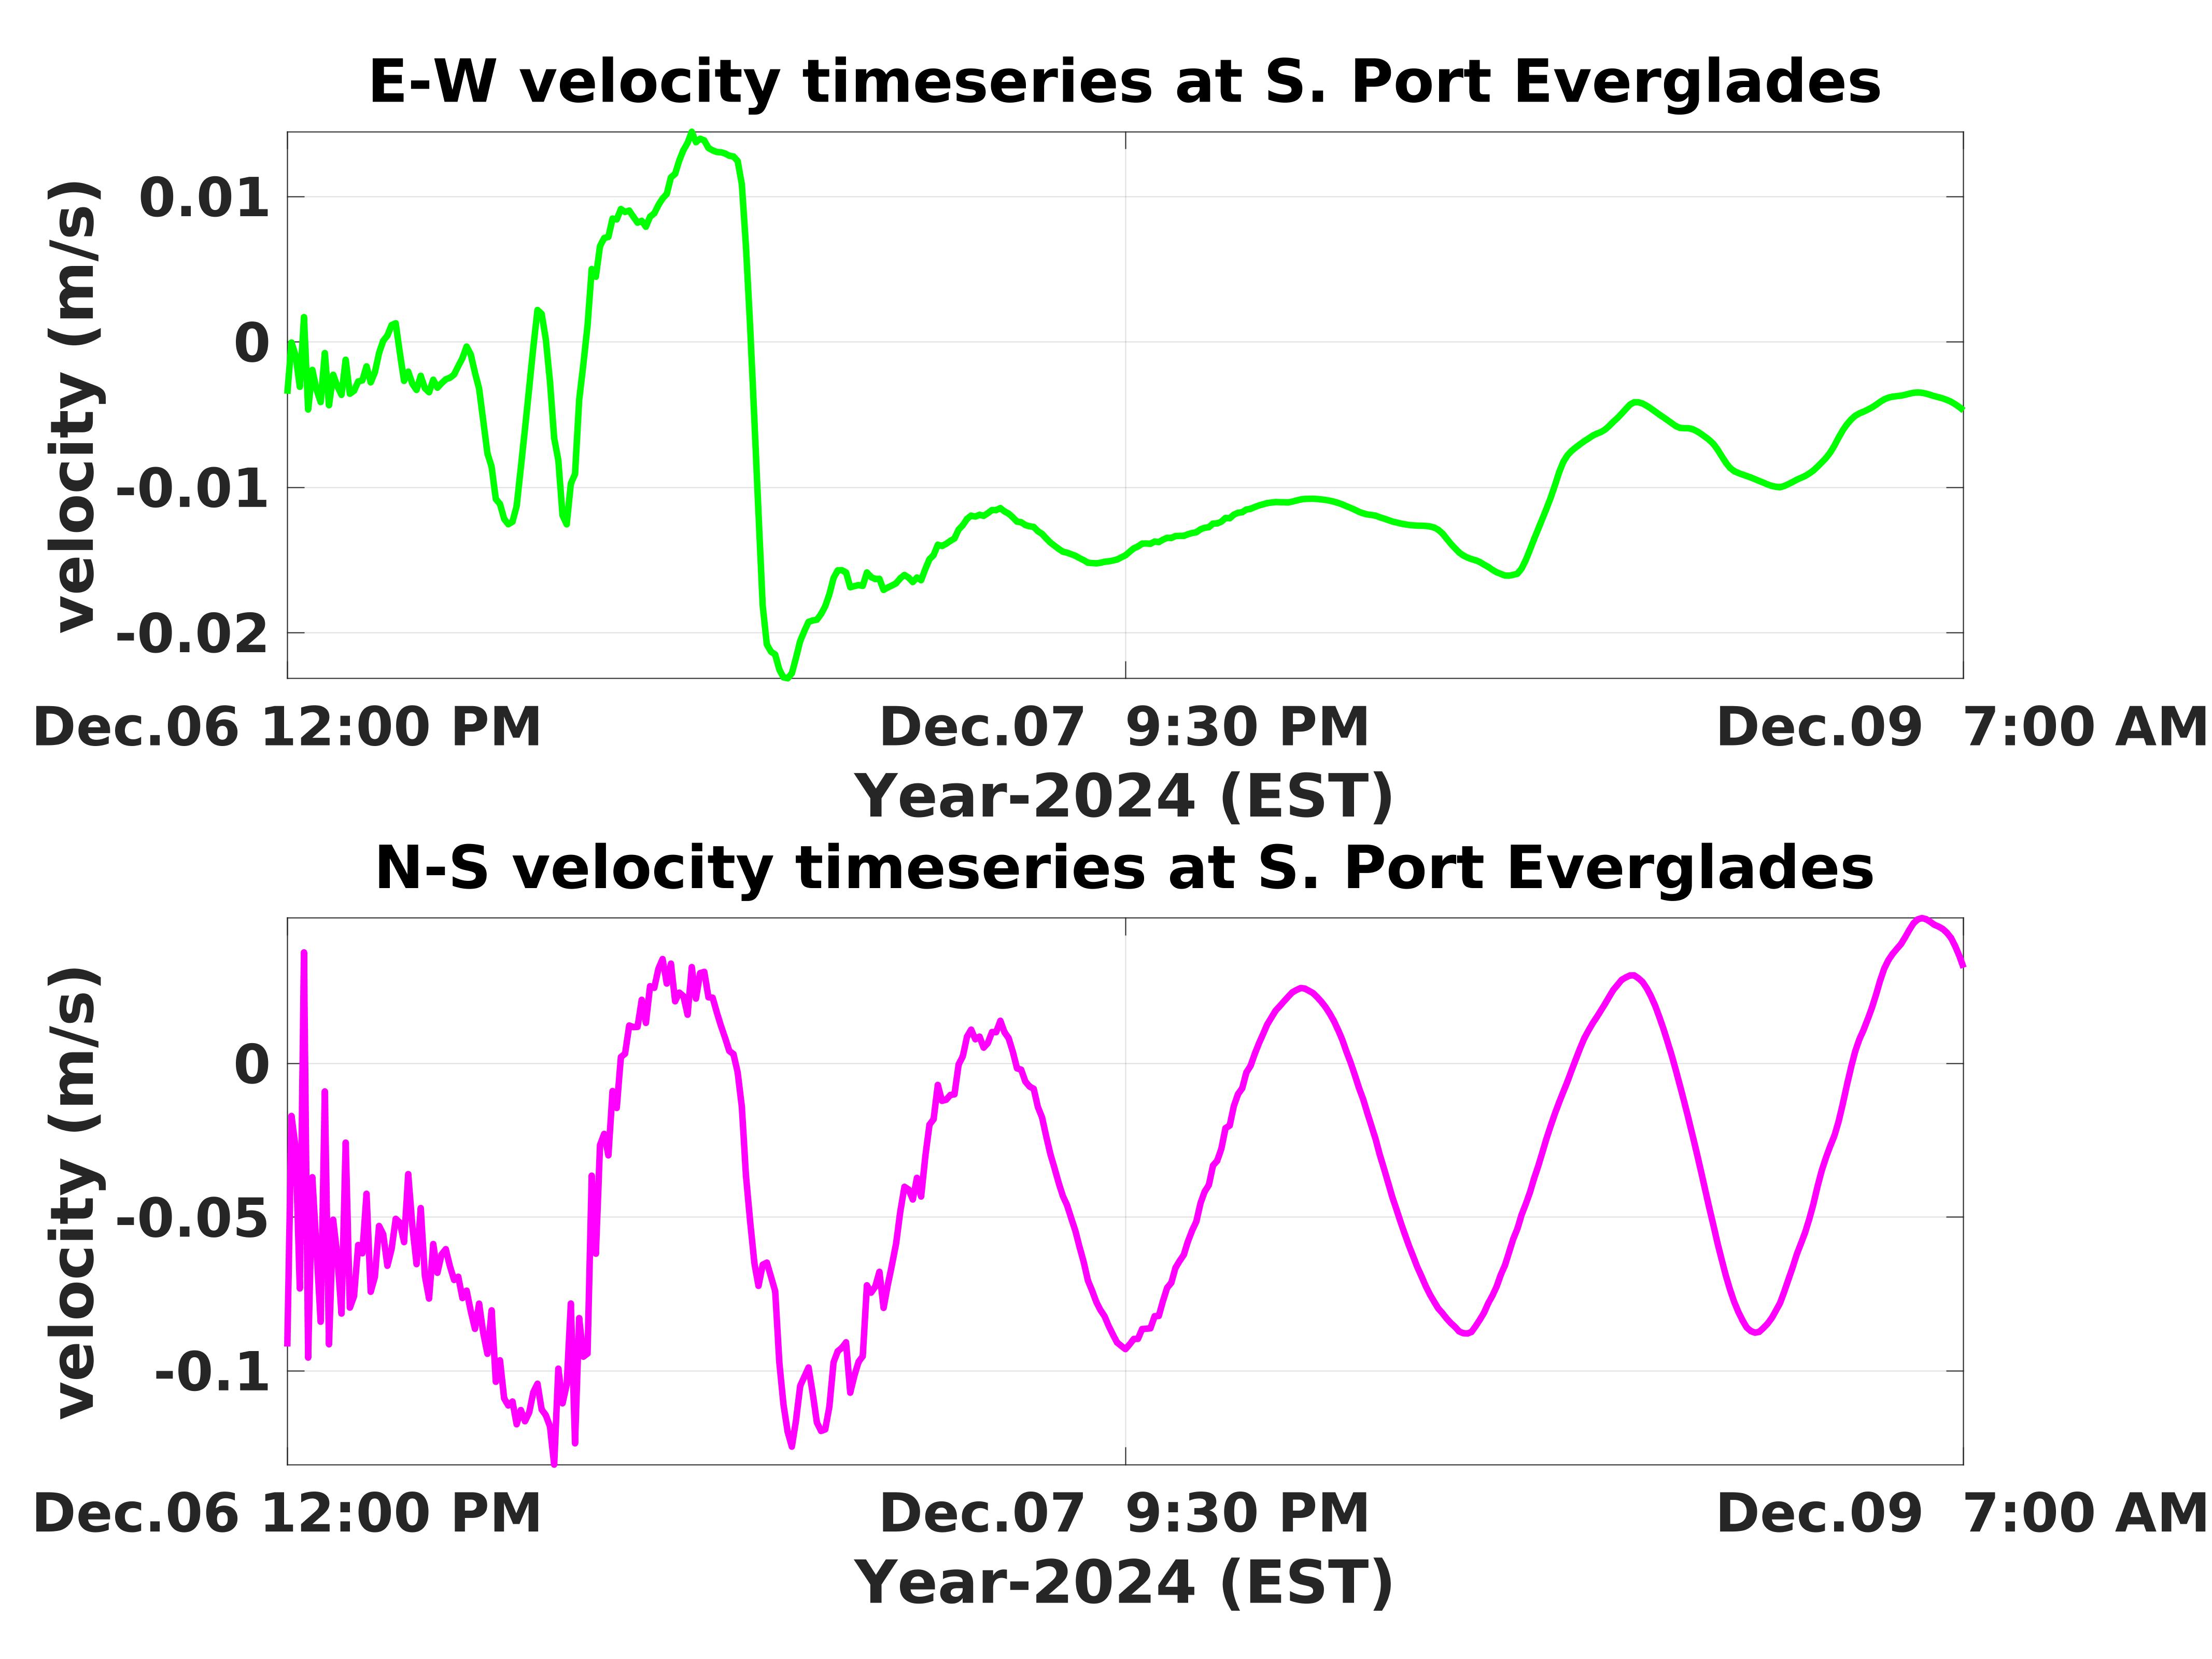 E-W velocity timeseries at S. Port Everglades
velocity (m/s)
0.01
0
-0.01
-0.02
Dec.06 12:00 PM Dec.07  9:30 PM Dec.09  7:00 AM
Year-2024 (EST)
N-S velocity timeseries at S. Port Everglades
velocity (m/s)
0
-0.05
-0.1
Dec.06 12:00 PM Dec.07  9:30 PM Dec.09  7:00 AM
Year-2024 (EST)